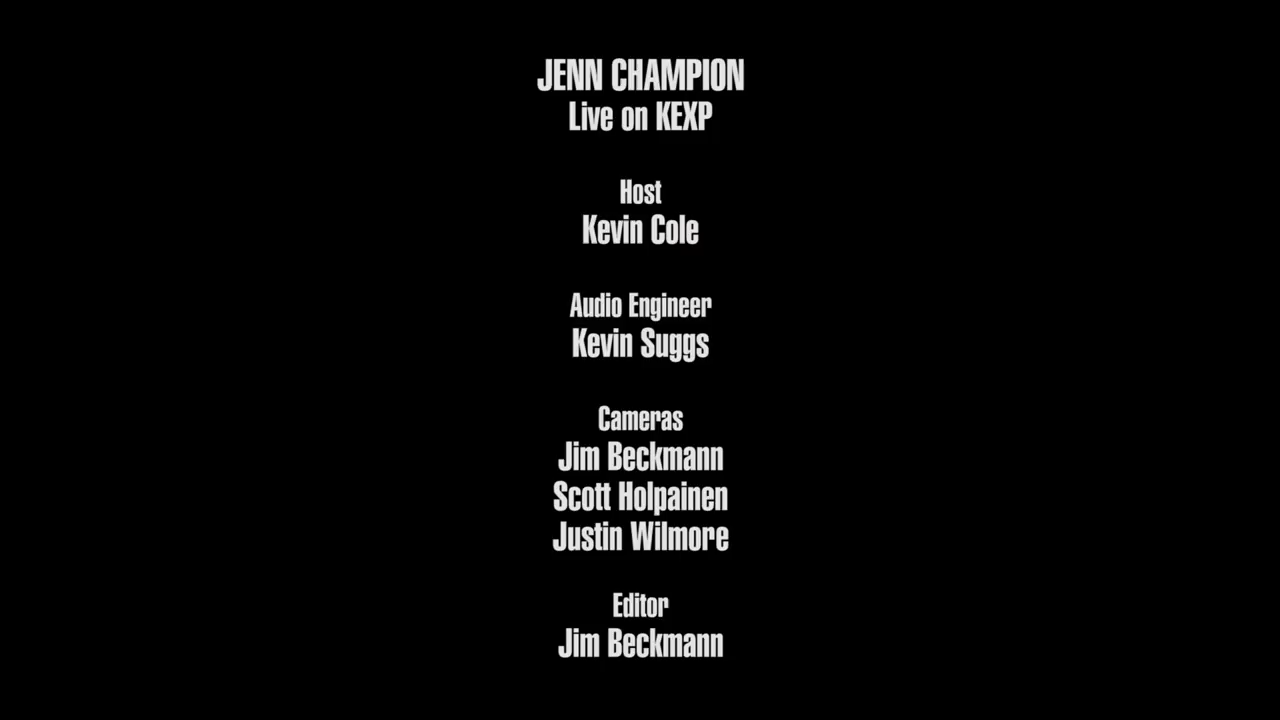 JENN CHAMPION
Live on KEXP
Host
Kevin Cole
Audio Engineer
Kevin Suggs
Cameras
Jim Beckmann
Scott Holpainen
Justin Wilmore
Editor
Jim Beckmann